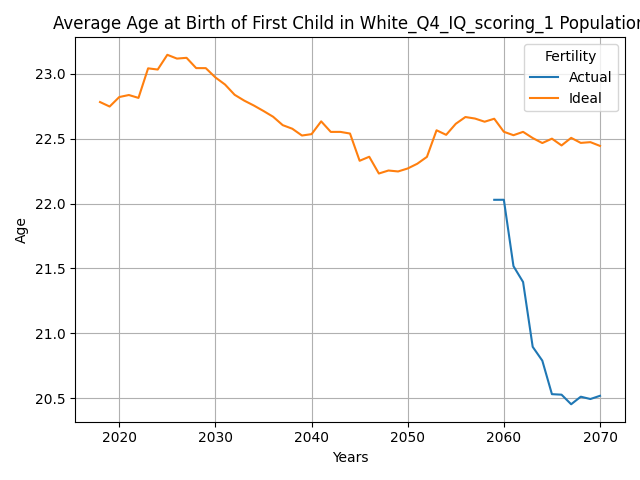 Average Age at Birth of First Child in White_Q4_IQ_scoring_1 Population
Fertility
Actual
Ideal
23.0
22.5
22.0
21.5
21.0
20.5
Age
2020 2030 2040 2050 2060 2070
Years